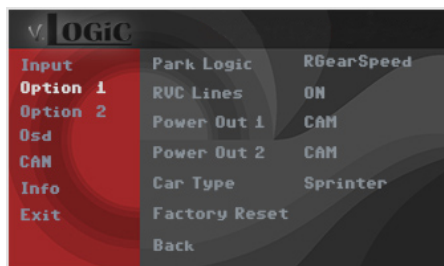 V.LOGiC
Input
Option 1
Option 2
Osd
CAN
Info
Exit
Park Logic RGearSpeed
RVC Lines ON
Power Out 1 CAM
Power Out 2 CAM
Car Type Sprinter
Factory Reset
Back